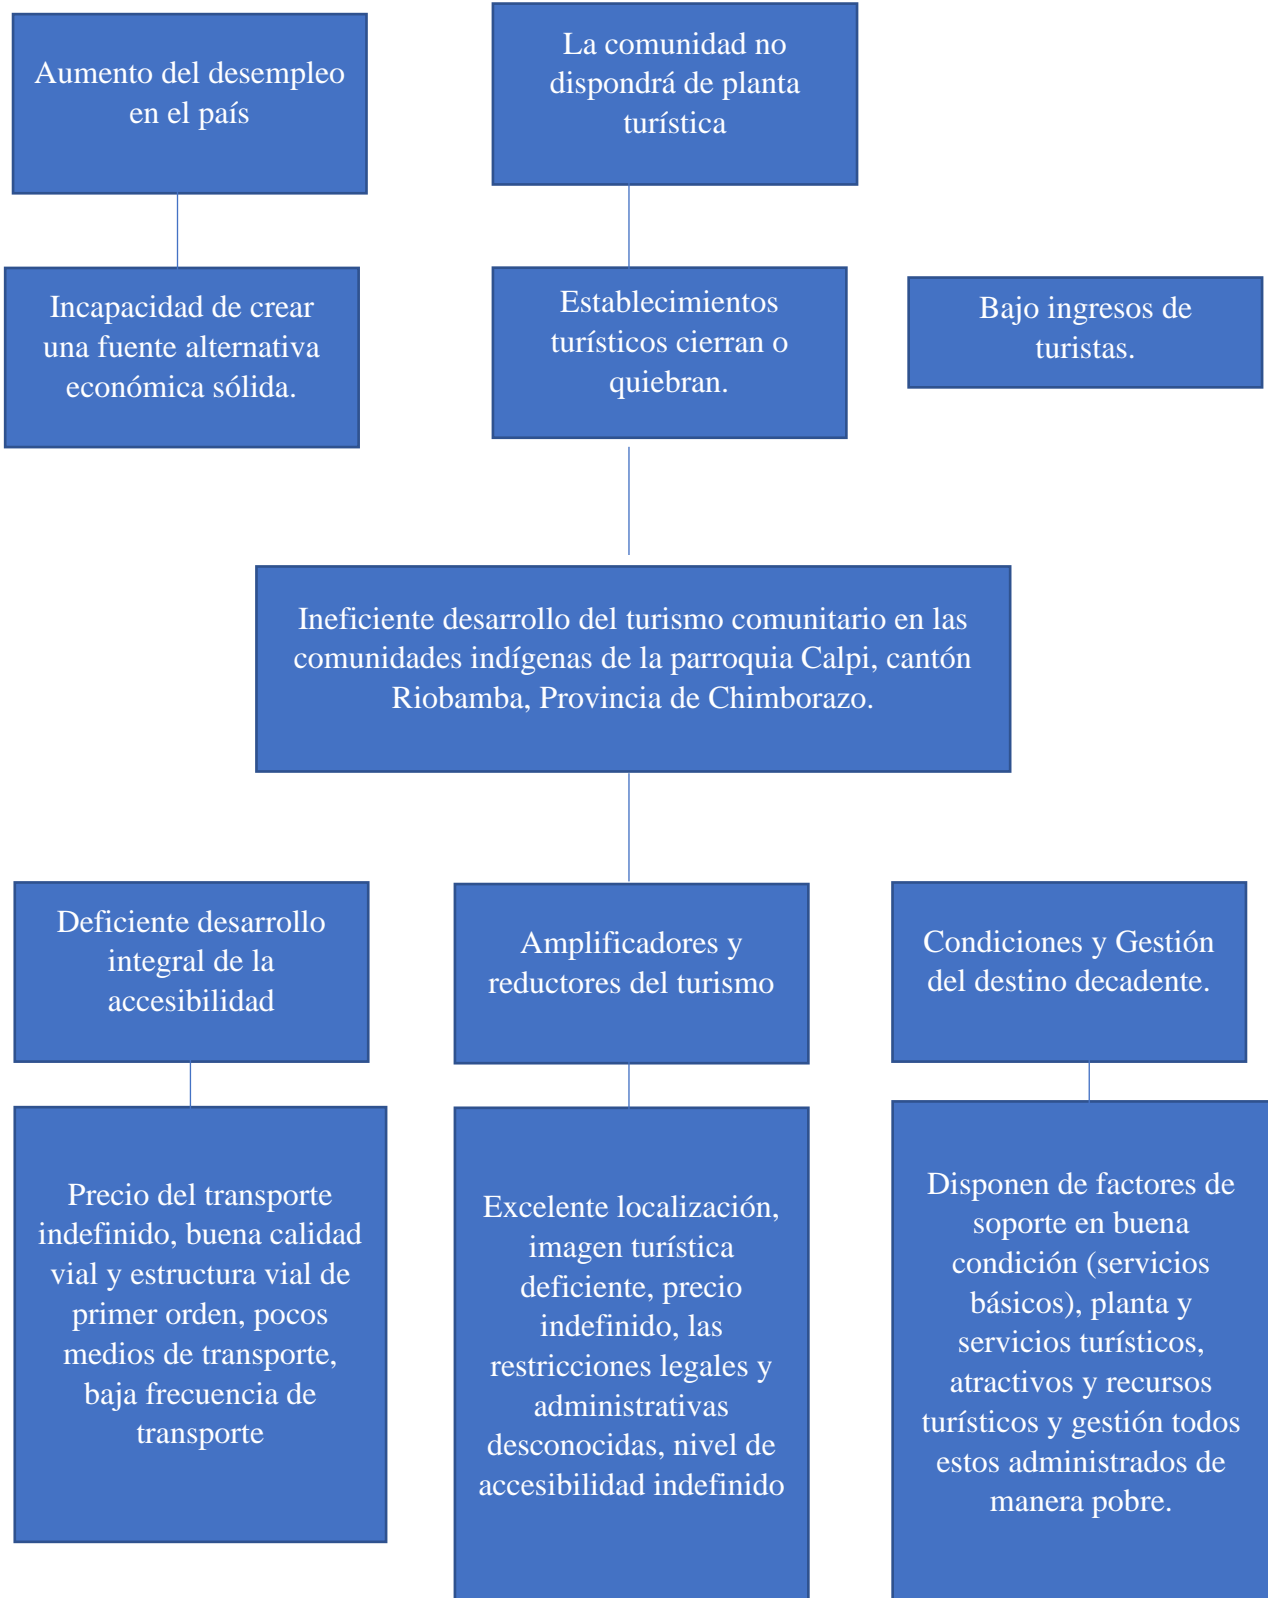 Aumento del desempleo
en el país
La comunidad no
dispondrá de planta
turística
Incapacidad de crear
una fuente alternativa
económica sólida.
Establecimientos
turísticos cierran o
quiebran.
Bajo ingresos de
turistas.
Ineficiente desarrollo del turismo comunitario en las
comunidades indígenas de la parroquia Calpi, cantón
Riobamba, Provincia de Chimborazo.
Deficiente desarrollo
integral de la
accesibilidad
Amplificadores y
reductores del turismo
Condiciones y Gestión
del destino decadente.
Precio del transporte
indefinido, buena calidad
vial y estructura vial de
primer orden, pocos
medios de transporte,
baja frecuencia de
transporte
Excelente localización,
imagen turística
deficiente, precio
indefinido, las
restricciones legales y
administrativas
desconocidas, nivel de
accesibilidad indefinido
Disponen de factores de
soporte en buena
condición (servicios
básicos), planta y
servicios turísticos,
atractivos y recursos
turísticos y gestión todos
estos administrados de
manera pobre.